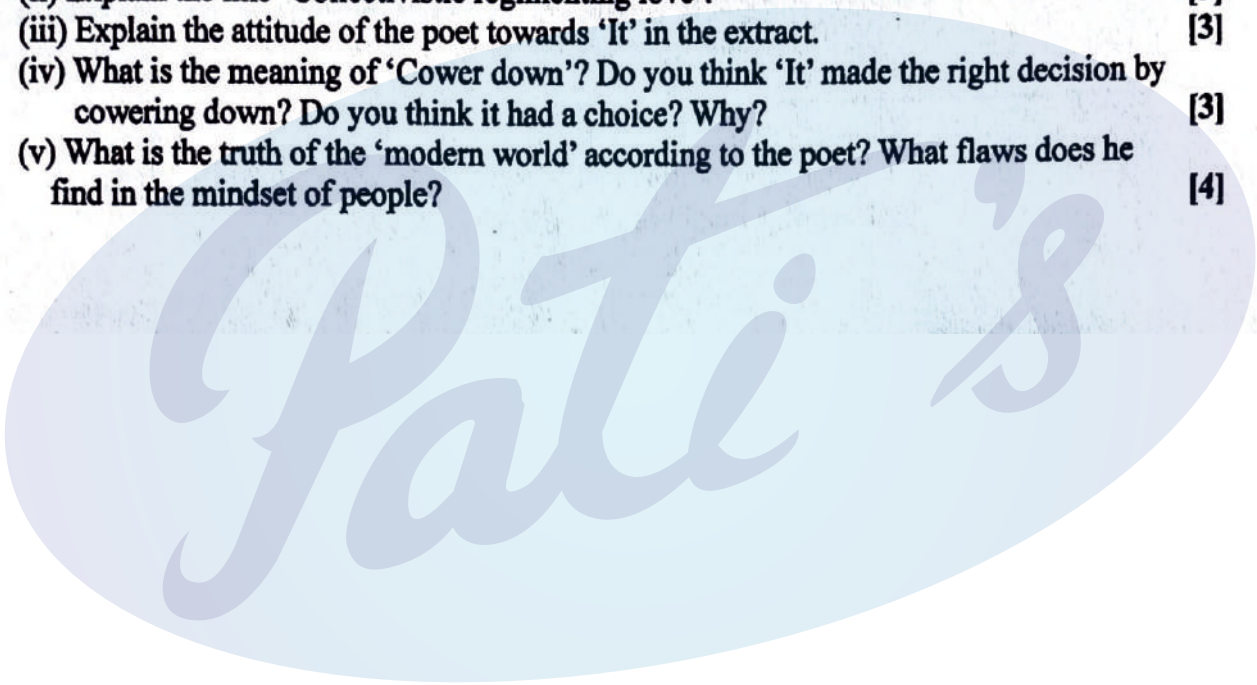 (iii) Explain the attitude of the poet towards ‘It’ in the extract. [3]
(iv) What is the meaning of ‘Cower down’? Do you think ‘It’ made the right decision by
cowering down? Do you think it had a choice? Why? [3]
(v) What is the truth of the ‘modern world’ according to the poet? What flaws does he
find in the mindset of people? [4]
Pati's